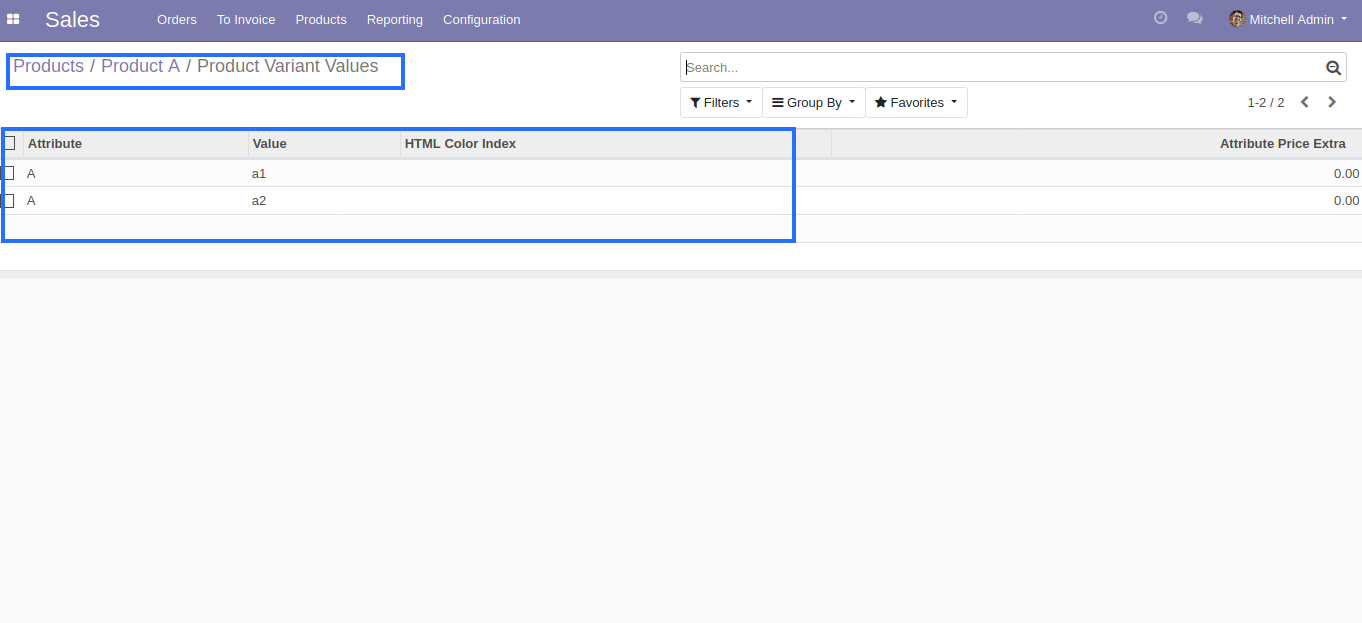 Sales Orders To Invoice Products Reporting Configuration Mitchell Admin
Products / Product A / Product Variant Values
Search...
Filters Group By Favorites 1-2 / 2
Attribute Value HTML Color Index Attribute Price Extra
A a1 0.00
A a2 0.00